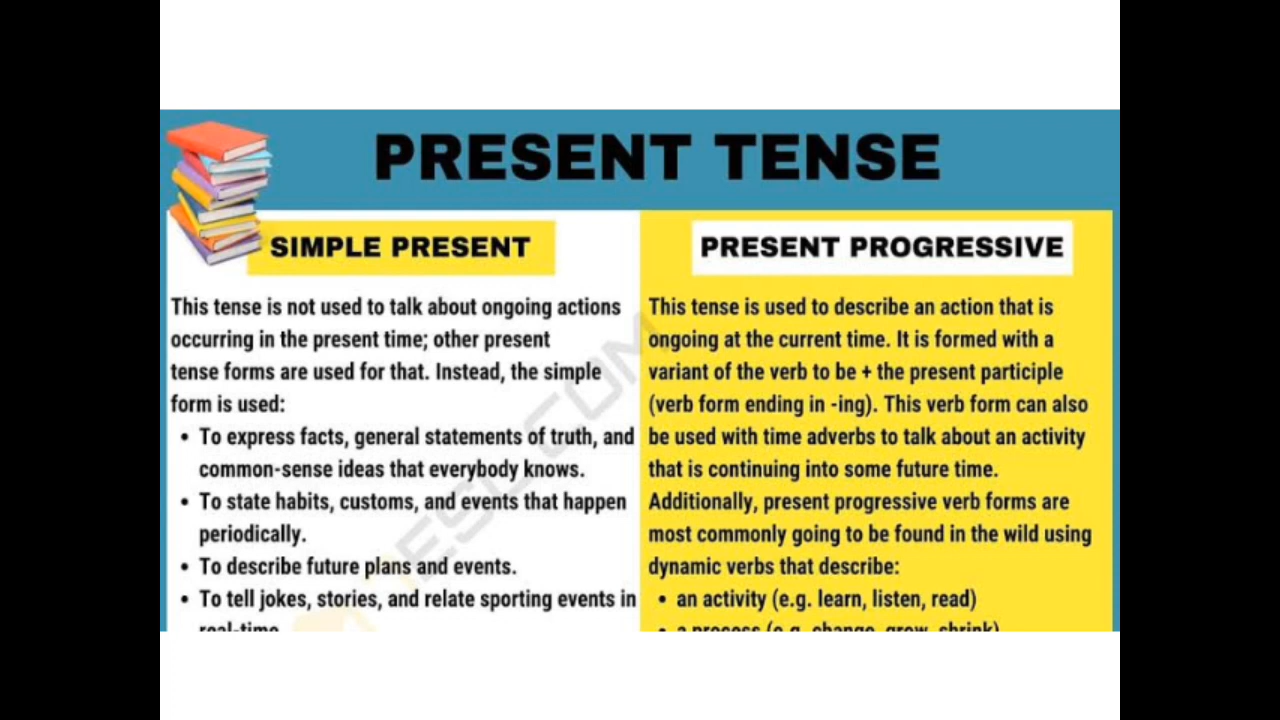 PRESENT TENSE
SIMPLE PRESENT
This tense is not used to talk about ongoing actions
occurring in the present time; other present
tense forms are used for that. Instead, the simple
form is used:
• To express facts, general statements of truth, and
common-sense ideas that everybody knows.
• To state habits, customs, and events that happen
periodically.
• To describe future plans and events.
• To tell jokes, stories, and relate sporting events in
real-time
PRESENT PROGRESSIVE
This tense is used to describe an action that is
ongoing at the current time. It is formed with a
variant of the verb to be + the present participle
(verb form ending in -ing). This verb form can also
be used with time adverbs to talk about an activity
that is continuing into some future time.
Additionally, present progressive verb forms are
most commonly going to be found in the wild using
dynamic verbs that describe:
• an activity (e.g. learn, listen, read)
• a process (e.g. change, grow, shrink)
ESL.COM